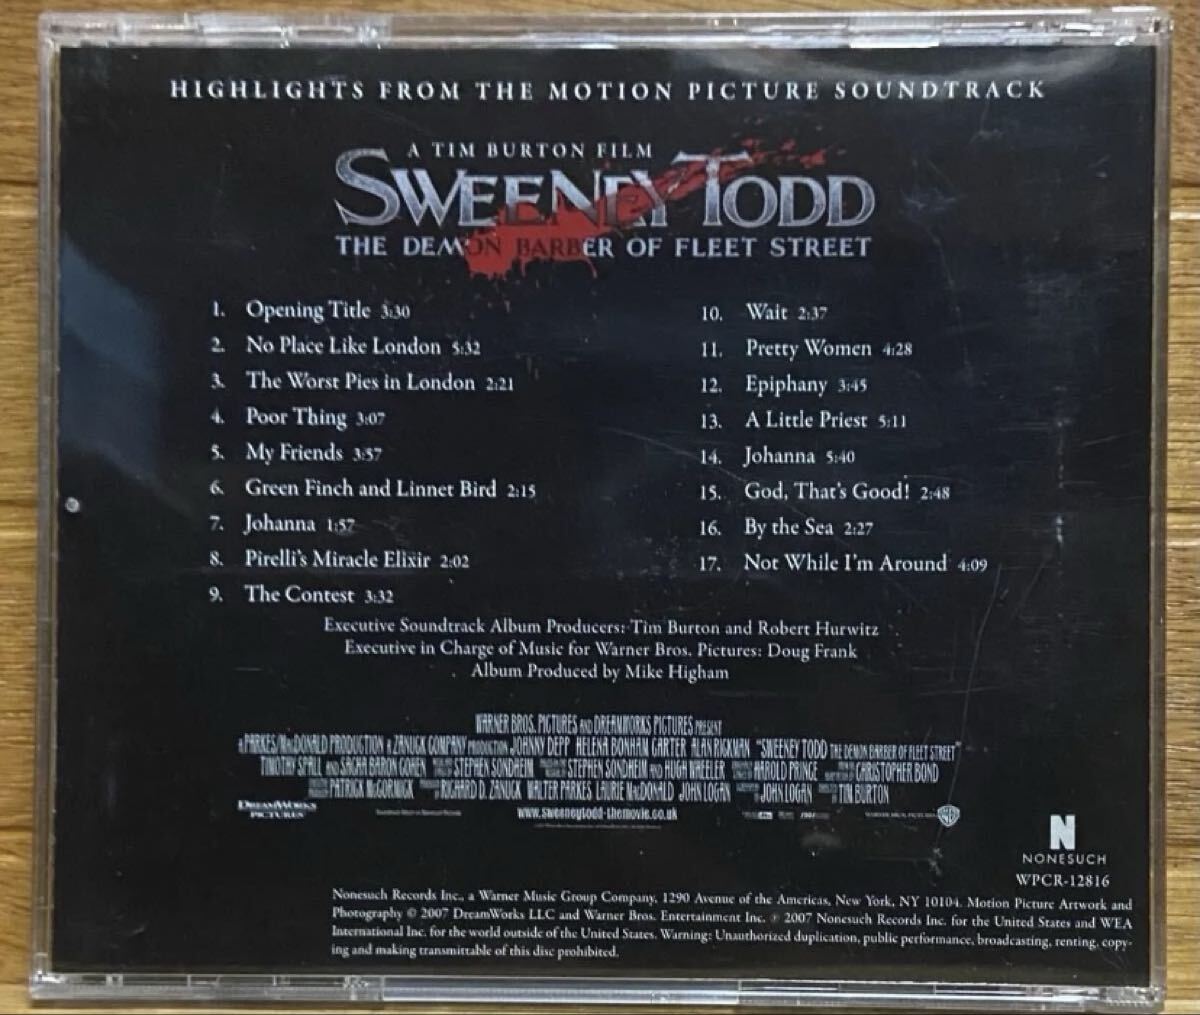 HIGHLIGHTS FROM THE MOTION PICTURE SOUNDTRACK
A TIM BURTON FILM
SWEENEY TODD
THE DEMON BARBER OF FLEET STREET
1. Opening Title 3:30
2. No Place Like London 5:32
3. The Worst Pies in London 2:21
4. Poor Thing 3:07
5. My Friends 3:57
6. Green Finch and Linnet Bird 2:15
7. Johanna 1:57
8. Pirelli's Miracle Elixir 2:02
9. The Contest 3:32
10. Wait 2:37
11. Pretty Women 4:28
12. Epiphany 3:45
13. A Little Priest 5:11
14. Johanna 5:40
15. God, That's Good! 2:48
16. By the Sea 2:27
17. Not While I'm Around 4:09
Executive Soundtrack Album Producers: Tim Burton and Robert Hurwitz
Executive in Charge of Music for Warner Bros. Pictures: Doug Frank
Album Produced by Mike Higham
WARNER BROS. PICTURES AND DREAMWORKS PICTURES PRESENT
A PARKES/MACDONALD PRODUCTION A ZANUCK COMPANY PRODUCTION JOHNNY DEPP HELENA BONHAM CARTER ALAN RICKMAN "SWEENEY TODD THE DEMON BARBER OF FLEET STREET"
TIMOTHY SPALL AND SACHA BARON COHEN STEPHEN SONDHEIM STEPHEN SONDHEIM AND HUGH WHEELER HAROLD PRINCE CHRISTOPHER BOND
PATRICK McCORMICK RICHARD D. ZANUCK WALTER PARKES LAURIE MACDONALD JOHN LOGAN JOHN LOGAN TIM BURTON
DREAMWORKS PICTURES
www.sweeneytodd-themovie.co.uk
WARNER BROS. PICTURES
N
NONESUCH
WPCR-12816
Nonesuch Records Inc., a Warner Music Group Company, 1290 Avenue of the Americas, New York, NY 10104. Motion Picture Artwork and
Photography © 2007 DreamWorks LLC and Warner Bros. Entertainment Inc. ℗ 2007 Nonesuch Records Inc. for the United States and WEA
International Inc. for the world outside of the United States. Warning: Unauthorized duplication, public performance, broadcasting, renting, copy-
ing and making transmittable of this disc prohibited.